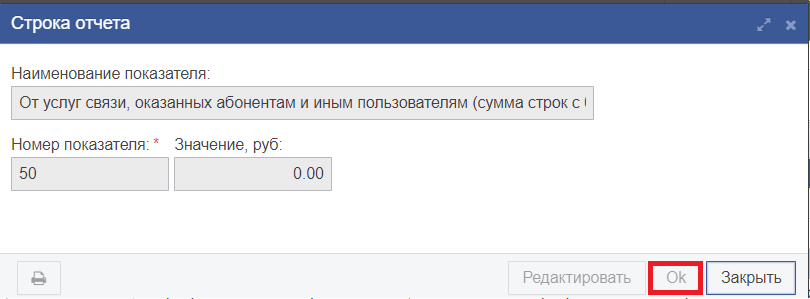 Строка отчета
Наименование показателя:
От услуг связи, оказанных абонентам и иным пользователям (сумма строк с
Номер показателя: * Значение, руб:
50 0.00
Редактировать Ok Закрыть